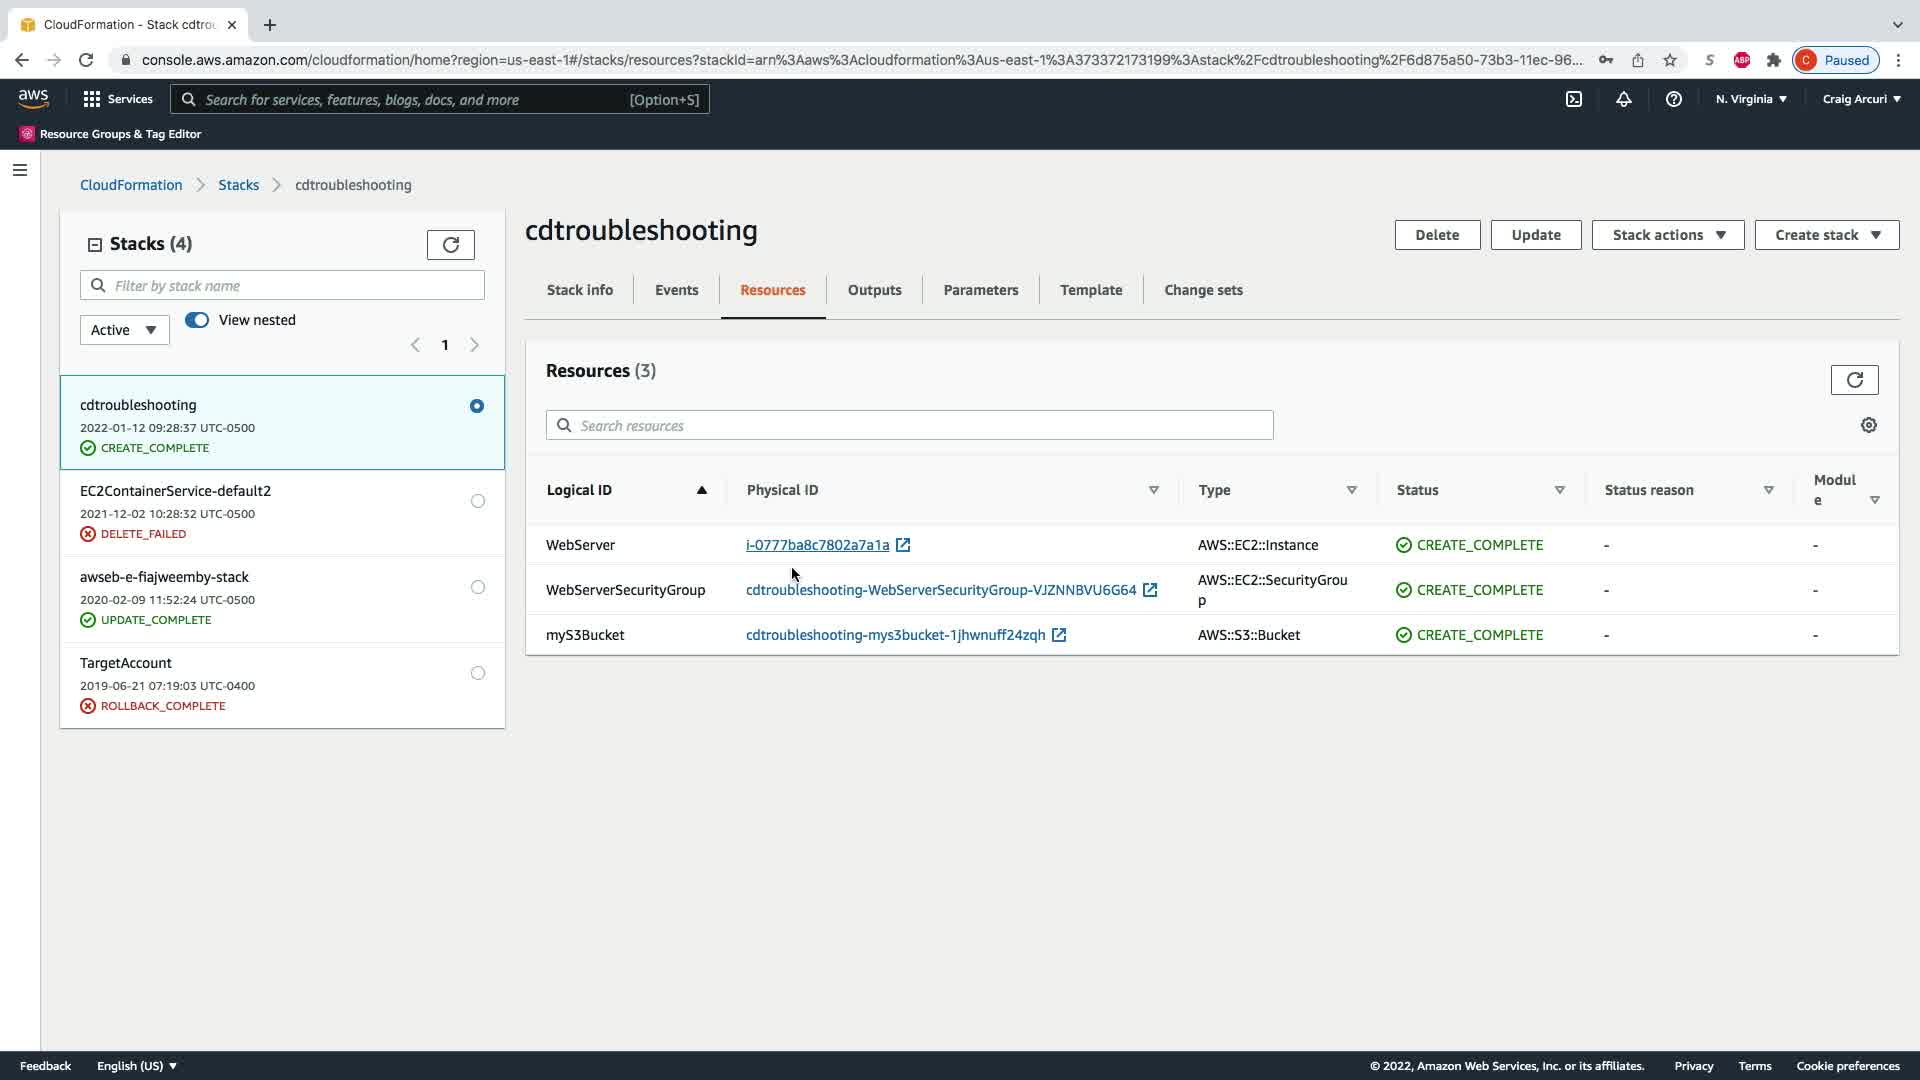 CloudFormation - Stack cdtrou
console.aws.amazon.com/cloudformation/home?region=us-east-1#/stacks/resources?stackId=arn%3Aaws%3Acloudformation%3Aus-east-1%3A373372173199%3Astack%2Fcdtroubleshooting%2F6d875a50-73b3-11ec-96...
S
ABP
C Paused
aws
Services
Search for services, features, blogs, docs, and more
[Option+S]
N. Virginia
Craig Arcuri
Resource Groups & Tag Editor
CloudFormation
Stacks
cdtroubleshooting
Stacks (4)
Filter by stack name
Active
View nested
1
cdtroubleshooting
2022-01-12 09:28:37 UTC-0500
CREATE_COMPLETE
EC2ContainerService-default2
2021-12-02 10:28:32 UTC-0500
DELETE_FAILED
awseb-e-fiajweemby-stack
2020-02-09 11:52:24 UTC-0500
UPDATE_COMPLETE
TargetAccount
2019-06-21 07:19:03 UTC-0400
ROLLBACK_COMPLETE
cdtroubleshooting
Delete
Update
Stack actions
Create stack
Stack info
Events
Resources
Outputs
Parameters
Template
Change sets
Resources (3)
Search resources
Logical ID
Physical ID
Type
Status
Status reason
Modul
e
WebServer
i-0777ba8c7802a7a1a
AWS::EC2::Instance
CREATE_COMPLETE
-
-
WebServerSecurityGroup
cdtroubleshooting-WebServerSecurityGroup-VJZNNBVU6G64
AWS::EC2::SecurityGrou
p
CREATE_COMPLETE
-
-
myS3Bucket
cdtroubleshooting-mys3bucket-1jhwnuff24zqh
AWS::S3::Bucket
CREATE_COMPLETE
-
-
Feedback
English (US)
© 2022, Amazon Web Services, Inc. or its affiliates.
Privacy
Terms
Cookie preferences